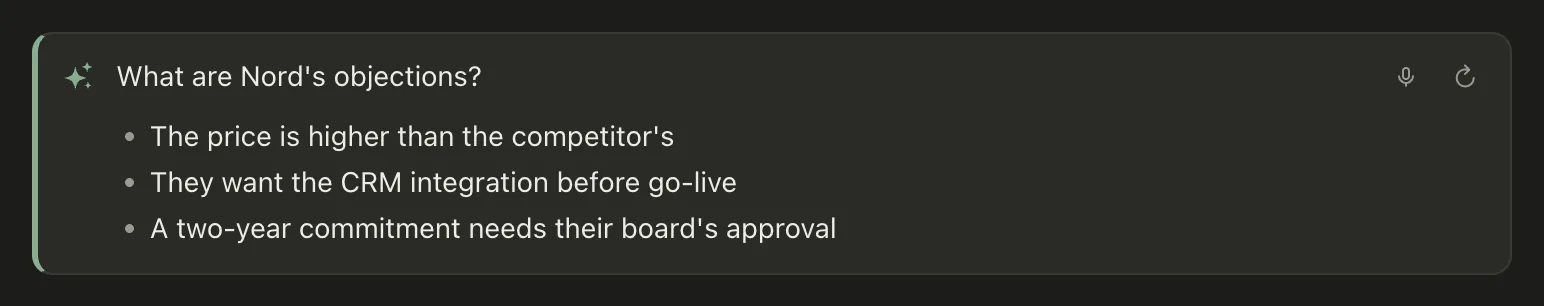 What are Nord's objections?
• The price is higher than the competitor's
• They want the CRM integration before go-live
• A two-year commitment needs their board's approval